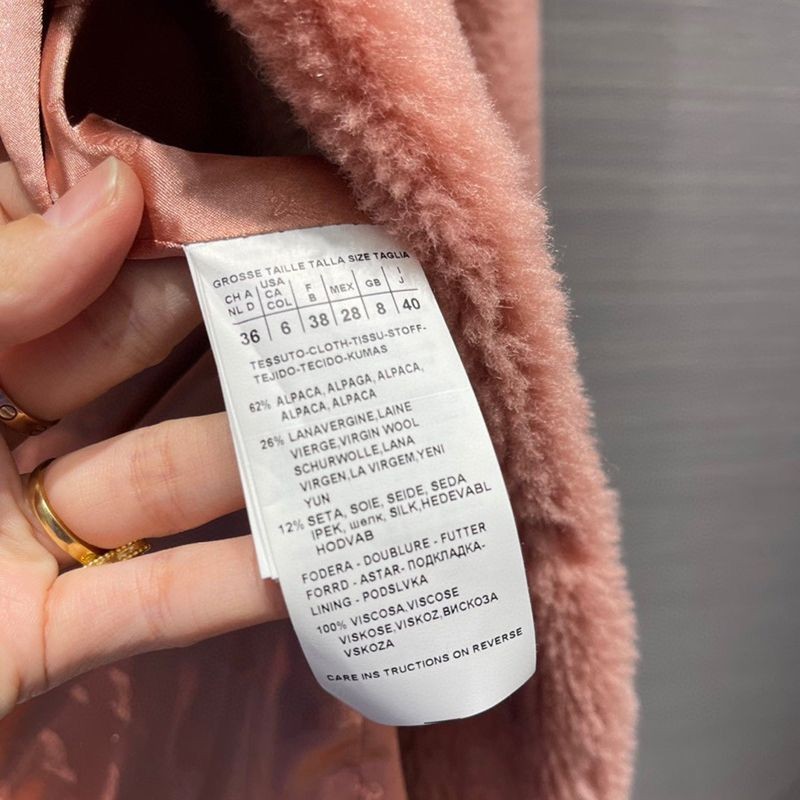 GROSSE TAILLE TALLA SIZE TAGLIA
CH A NL D USA CA COL F B MEX GB I J
36 6 38 28 8 40
TESSUTO-CLOTH-TISSU-STOFF-
TEJIDO-TECIDO-KUMAS
62% ALPACA, ALPAGA, ALPACA,
ALPACA, ALPACA
26% LANAVERGINE, LAINE
VIERGE,VIRGIN WOOL
SCHURWOLLE, LANA
VIRGEN,LA VIRGEM,YENI
YUN
12% SETA, SOIE, SEIDE, SEDA
IPEK, шелк, SILK,HEDEVABL
HODVAB
FODERA - DOUBLURE - FUTTER
FORRD - ASTAR- ПОДКЛАДКА-
LINING - PODSLVKA
100% VISCOSA,VISCOSE
VISKOSE,VISKOZ,ВИСКОЗА
VSKOZA
CARE INS TRUCTIONS ON REVERSE